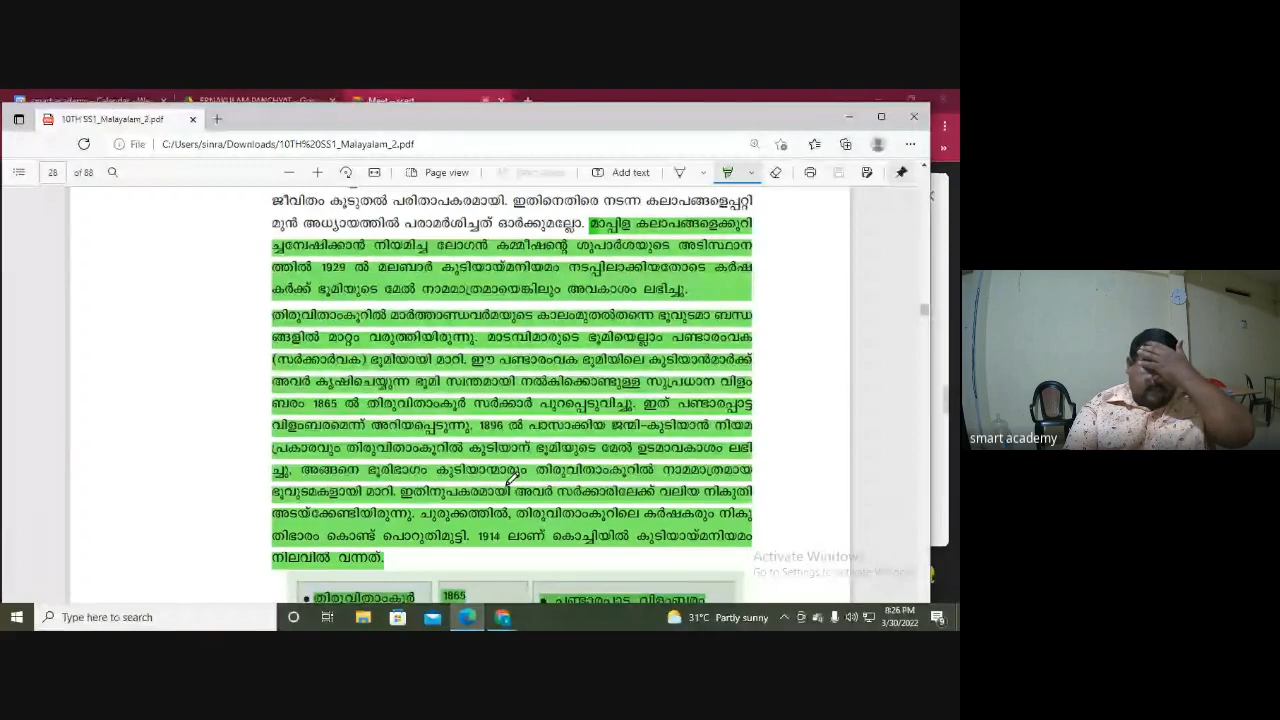 10TH SS1_Malayalam_2.pdf
File C:/Users/sinra/Downloads/10TH%20SS1_Malayalam_2.pdf
28 of 88 Page view Add text
ജീവിതം കൂടുതൽ പരിതാപകരമായി. ഇതിനെതിരെ നടന്ന കലാപങ്ങളെപ്പറ്റി
മുൻ അധ്യായത്തിൽ പരാമർശിച്ചത് ഓർക്കുമല്ലോ. മാപ്പിള കലാപങ്ങളെക്കുറി
ച്ചന്വേഷിക്കാൻ നിയമിച്ച ലോഗൻ കമ്മീഷന്റെ ശുപാർശയുടെ അടിസ്ഥാന
ത്തിൽ 1929 ൽ മലബാർ കുടിയായ്മനിയമം നടപ്പിലാക്കിയതോടെ കർഷ
കർക്ക് ഭൂമിയുടെ മേൽ നാമമാത്രമായെങ്കിലും അവകാശം ലഭിച്ചു.
തിരുവിതാംകൂറിൽ മാർത്താണ്ഡവർമയുടെ കാലംമുതൽതന്നെ ഭൂവുടമാ ബന്ധ
ങ്ങളിൽ മാറ്റം വരുത്തിയിരുന്നു. മാടമ്പിമാരുടെ ഭൂമിയെല്ലാം പണ്ടാരംവക
(സർക്കാർവക) ഭൂമിയായി മാറി. ഈ പണ്ടാരംവക ഭൂമിയിലെ കുടിയാൻമാർക്ക്
അവർ കൃഷിചെയ്യുന്ന ഭൂമി സ്വന്തമായി നൽകിക്കൊണ്ടുള്ള സുപ്രധാന വിളം
ബരം 1865 ൽ തിരുവിതാംകൂർ സർക്കാർ പുറപ്പെടുവിച്ചു. ഇത് പണ്ടാരപ്പാട്ട
വിളംബരമെന്ന് അറിയപ്പെടുന്നു. 1896 ൽ പാസാക്കിയ ജന്മി-കുടിയാൻ നിയമ
പ്രകാരവും തിരുവിതാംകൂറിൽ കുടിയാന് ഭൂമിയുടെ മേൽ ഉടമാവകാശം ലഭി
ച്ചു. അങ്ങനെ ഭൂരിഭാഗം കുടിയാന്മാരും തിരുവിതാംകൂറിൽ നാമമാത്രമായ
ഭൂവുടമകളായി മാറി. ഇതിനുപകരമായി അവർ സർക്കാരിലേക്ക് വലിയ നികുതി
അടയ്ക്കേണ്ടിയിരുന്നു. ചുരുക്കത്തിൽ, തിരുവിതാംകൂറിലെ കർഷകരും നികു
തിഭാരം കൊണ്ട് പൊറുതിമുട്ടി. 1914 ലാണ് കൊച്ചിയിൽ കുടിയായ്മനിയമം
നിലവിൽ വന്നത്.
Activate Windows
Go to Settings to activate Windows
• തിരുവിതാംകൂർ 1865 • പണ്ടാരപ്പാട്ട വിളംബരം
Type here to search
31°C Partly sunny
8:26 PM
3/30/2022
smart academy